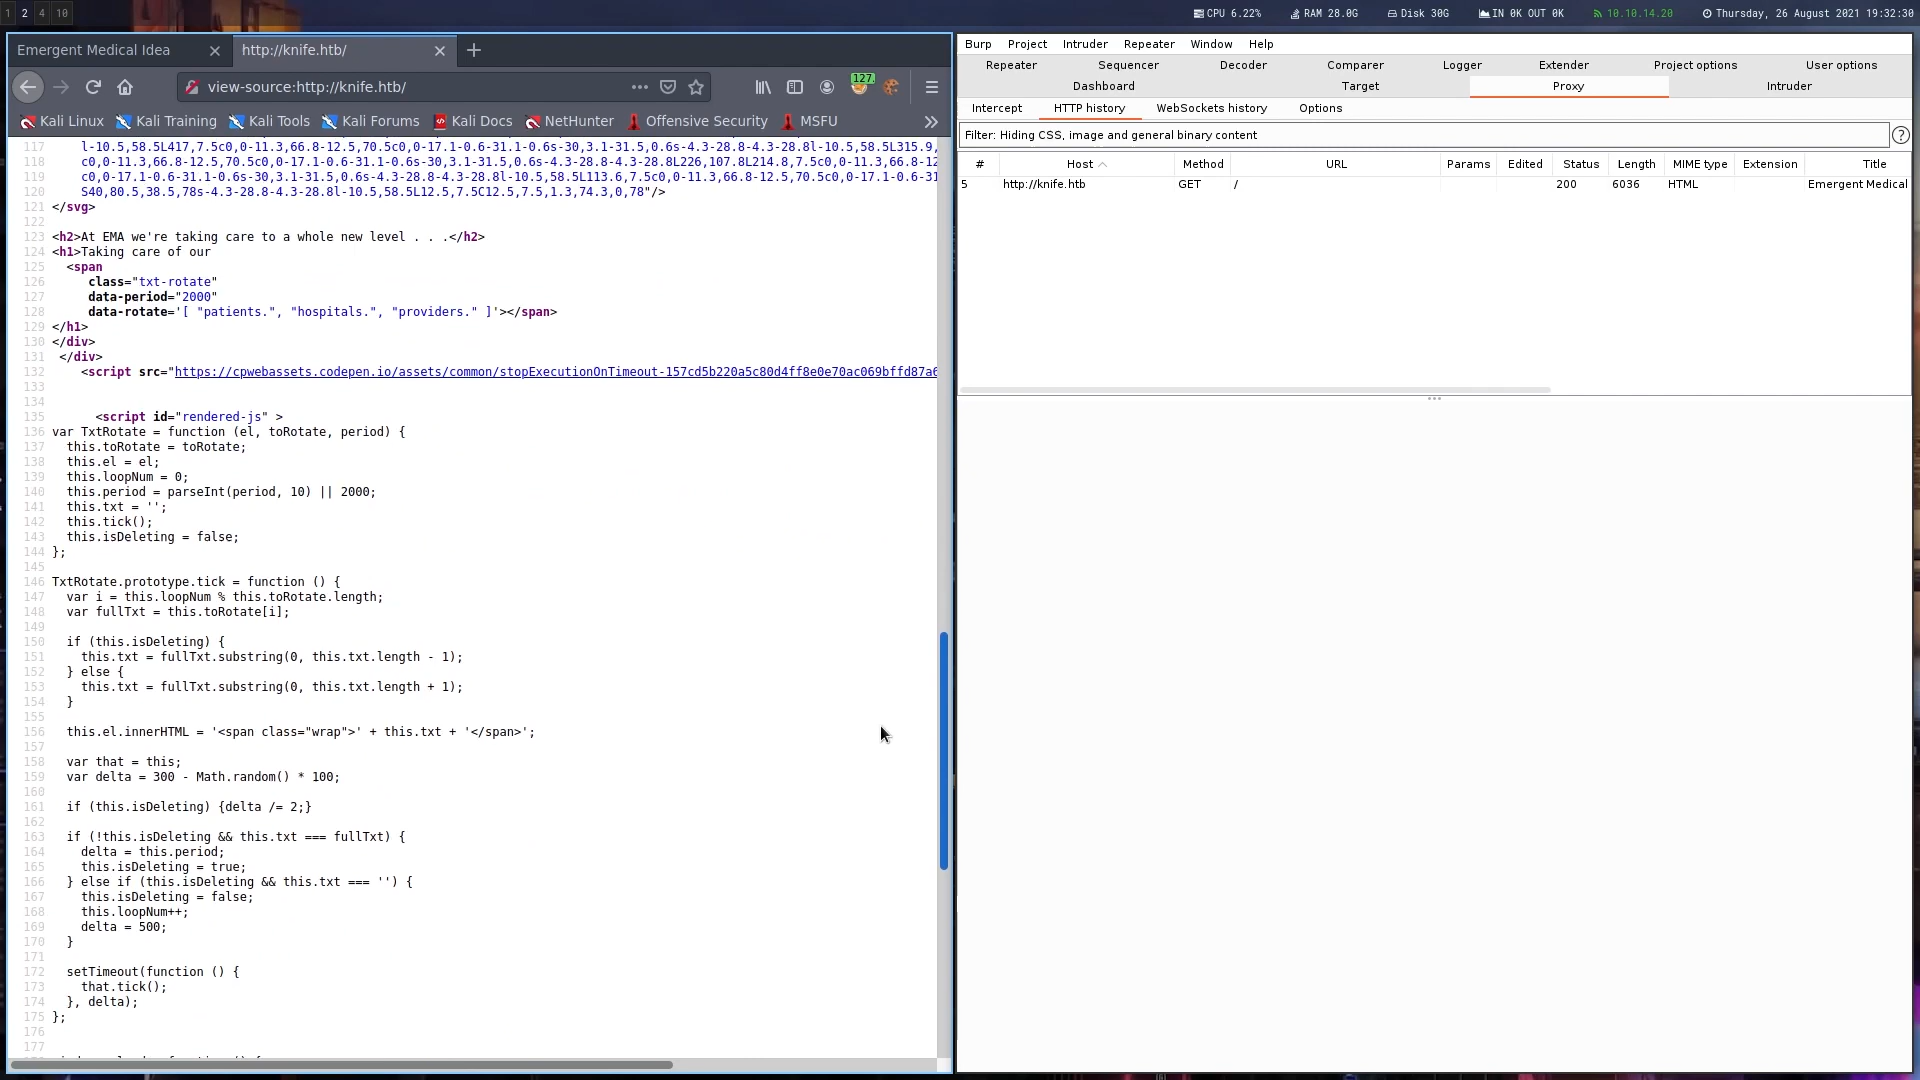 1 2 4 10
CPU 6.22% RAM 28.0G Disk 30G IN 0K OUT 0K 10.10.14.20 Thursday, 26 August 2021 19:32:30
Emergent Medical Idea
http://knife.htb/
view-source:http://knife.htb/
127.
Kali Linux Kali Training Kali Tools Kali Forums Kali Docs NetHunter Offensive Security MSFU
117 l-10.5,58.5L417,7.5c0,0-11.3,66.8-12.5,70.5c0,0-17.1-0.6-31.1-0.6s-30,3.1-31.5,0.6s-4.3-28.8-4.3-28.8l-10.5,58.5L315.9,
118 c0,0-11.3,66.8-12.5,70.5c0,0-17.1-0.6-31.1-0.6s-30,3.1-31.5,0.6s-4.3-28.8-4.3-28.8L226,107.8L214.8,7.5c0,0-11.3,66.8-12
119 c0,0-17.1-0.6-31.1-0.6s-30,3.1-31.5,0.6s-4.3-28.8-4.3-28.8l-10.5,58.5L113.6,7.5c0,0-11.3,66.8-12.5,70.5c0,0-17.1-0.6-31
120 S40,80.5,38.5,78s-4.3-28.8-4.3-28.8l-10.5,58.5L12.5,7.5C12.5,7.5,1.3,74.3,0,78"/>
121 </svg>
122
123 <h2>At EMA we're taking care to a whole new level . . .</h2>
124 <h1>Taking care of our
125 <span
126 class="txt-rotate"
127 data-period="2000"
128 data-rotate='[ "patients.", "hospitals.", "providers." ]'></span>
129 </h1>
130 </div>
131 </div>
132 <script src="https://cpwebassets.codepen.io/assets/common/stopExecutionOnTimeout-157cd5b220a5c80d4ff8e0e70ac069bffd87a6
133
134
135 <script id="rendered-js" >
136 var TxtRotate = function (el, toRotate, period) {
137 this.toRotate = toRotate;
138 this.el = el;
139 this.loopNum = 0;
140 this.period = parseInt(period, 10) || 2000;
141 this.txt = '';
142 this.tick();
143 this.isDeleting = false;
144 };
145
146 TxtRotate.prototype.tick = function () {
147 var i = this.loopNum % this.toRotate.length;
148 var fullTxt = this.toRotate[i];
149
150 if (this.isDeleting) {
151 this.txt = fullTxt.substring(0, this.txt.length - 1);
152 } else {
153 this.txt = fullTxt.substring(0, this.txt.length + 1);
154 }
155
156 this.el.innerHTML = '<span class="wrap">' + this.txt + '</span>';
157
158 var that = this;
159 var delta = 300 - Math.random() * 100;
160
161 if (this.isDeleting) {delta /= 2;}
162
163 if (!this.isDeleting && this.txt === fullTxt) {
164 delta = this.period;
165 this.isDeleting = true;
166 } else if (this.isDeleting && this.txt === '') {
167 this.isDeleting = false;
168 this.loopNum++;
169 delta = 500;
170 }
171
172 setTimeout(function () {
173 that.tick();
174 }, delta);
175 };
176
177
Burp Project Intruder Repeater Window Help
Repeater Sequencer Decoder Comparer Logger Extender Project options User options
Dashboard Target Proxy Intruder
Intercept HTTP history WebSockets history Options
Filter: Hiding CSS, image and general binary content
?
# Host Method URL Params Edited Status Length MIME type Extension Title
5 http://knife.htb GET / 200 6036 HTML Emergent Medical